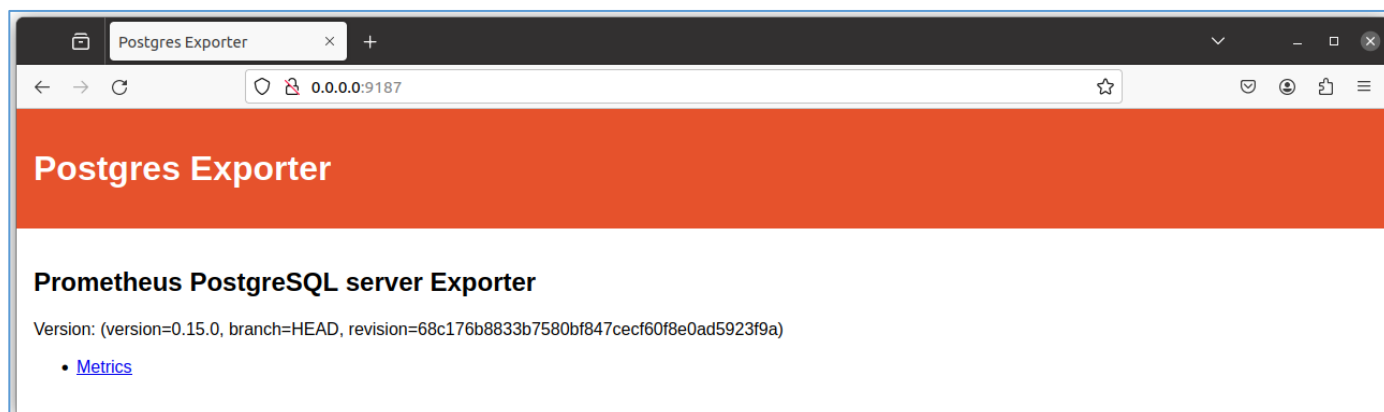 Postgres Exporter
0.0.0.0:9187
Postgres Exporter
Prometheus PostgreSQL server Exporter
Version: (version=0.15.0, branch=HEAD, revision=68c176b8833b7580bf847cecf60f8e0ad5923f9a)
• Metrics